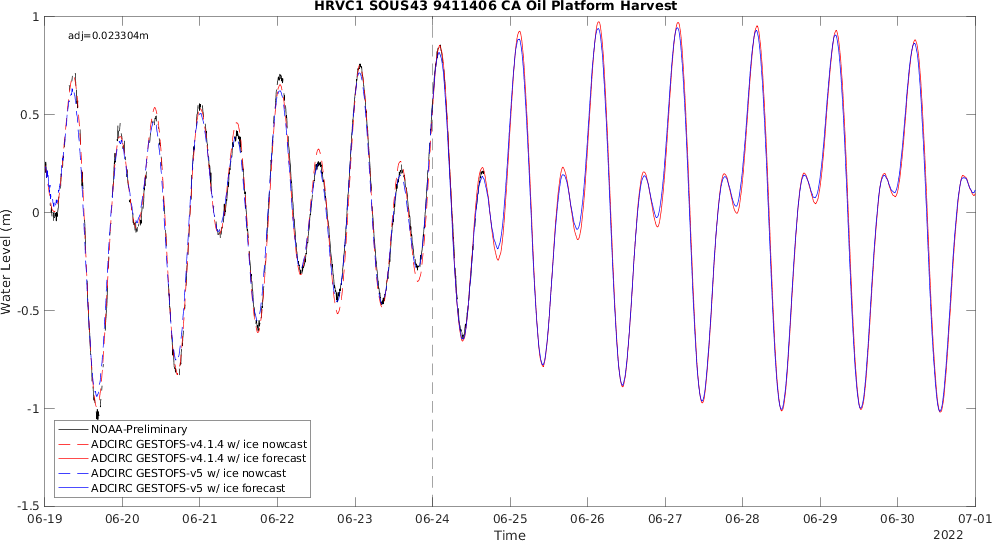 HRVC1 SOUS43 9411406 CA Oil Platform Harvest
adj=0.023304m
1
0.5
0
-0.5
-1
-1.5
Water Level (m)
NOAA-Preliminary
ADCIRC GESTOFS-v4.1.4 w/ ice nowcast
ADCIRC GESTOFS-v4.1.4 w/ ice forecast
ADCIRC GESTOFS-v5 w/ ice nowcast
ADCIRC GESTOFS-v5 w/ ice forecast
06-19 06-20 06-21 06-22 06-23 06-24 06-25 06-26 06-27 06-28 06-29 06-30 07-01
Time
2022